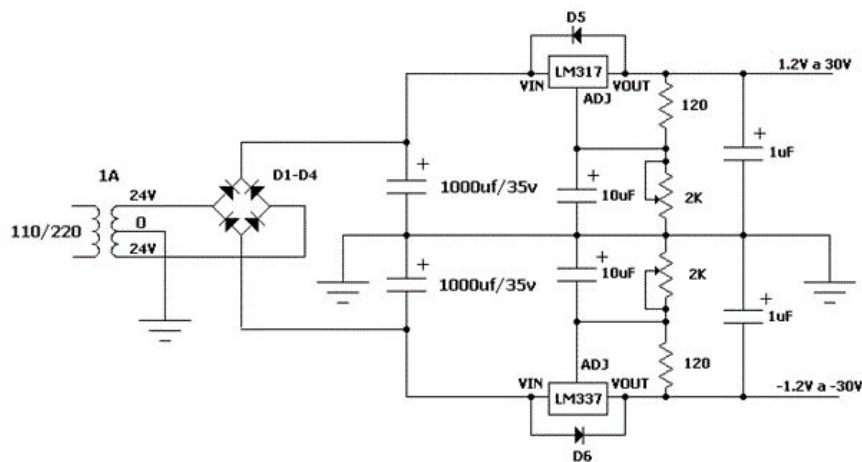 D5
LM317
VIN
VOUT
1.2V a 30V
ADJ
120
+
1uF
1A
D1-D4
+
1000uf/35v
+
10uF
2K
24V
0
24V
110/220
+
1000uf/35v
+
10uF
2K
+
1uF
ADJ
120
VIN
VOUT
LM337
-1.2V a -30V
D6